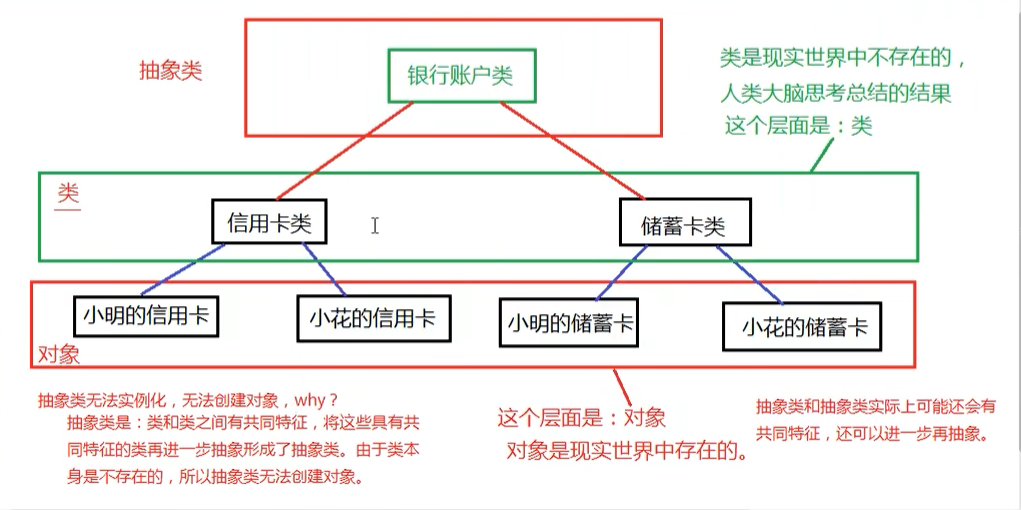 抽象类
银行账户类
类是现实世界中不存在的，
人类大脑思考总结的结果
这个层面是：类
类
信用卡类
储蓄卡类
小明的信用卡
小花的信用卡
小明的储蓄卡
小花的储蓄卡
对象
抽象类无法实例化，无法创建对象，why？
抽象类是：类和类之间有共同特征，将这些具有共
同特征的类再进一步抽象形成了抽象类。由于类本
身是不存在的，所以抽象类无法创建对象。
这个层面是：对象
对象是现实世界中存在的。
抽象类和抽象类实际上可能还会有
共同特征，还可以进一步再抽象。